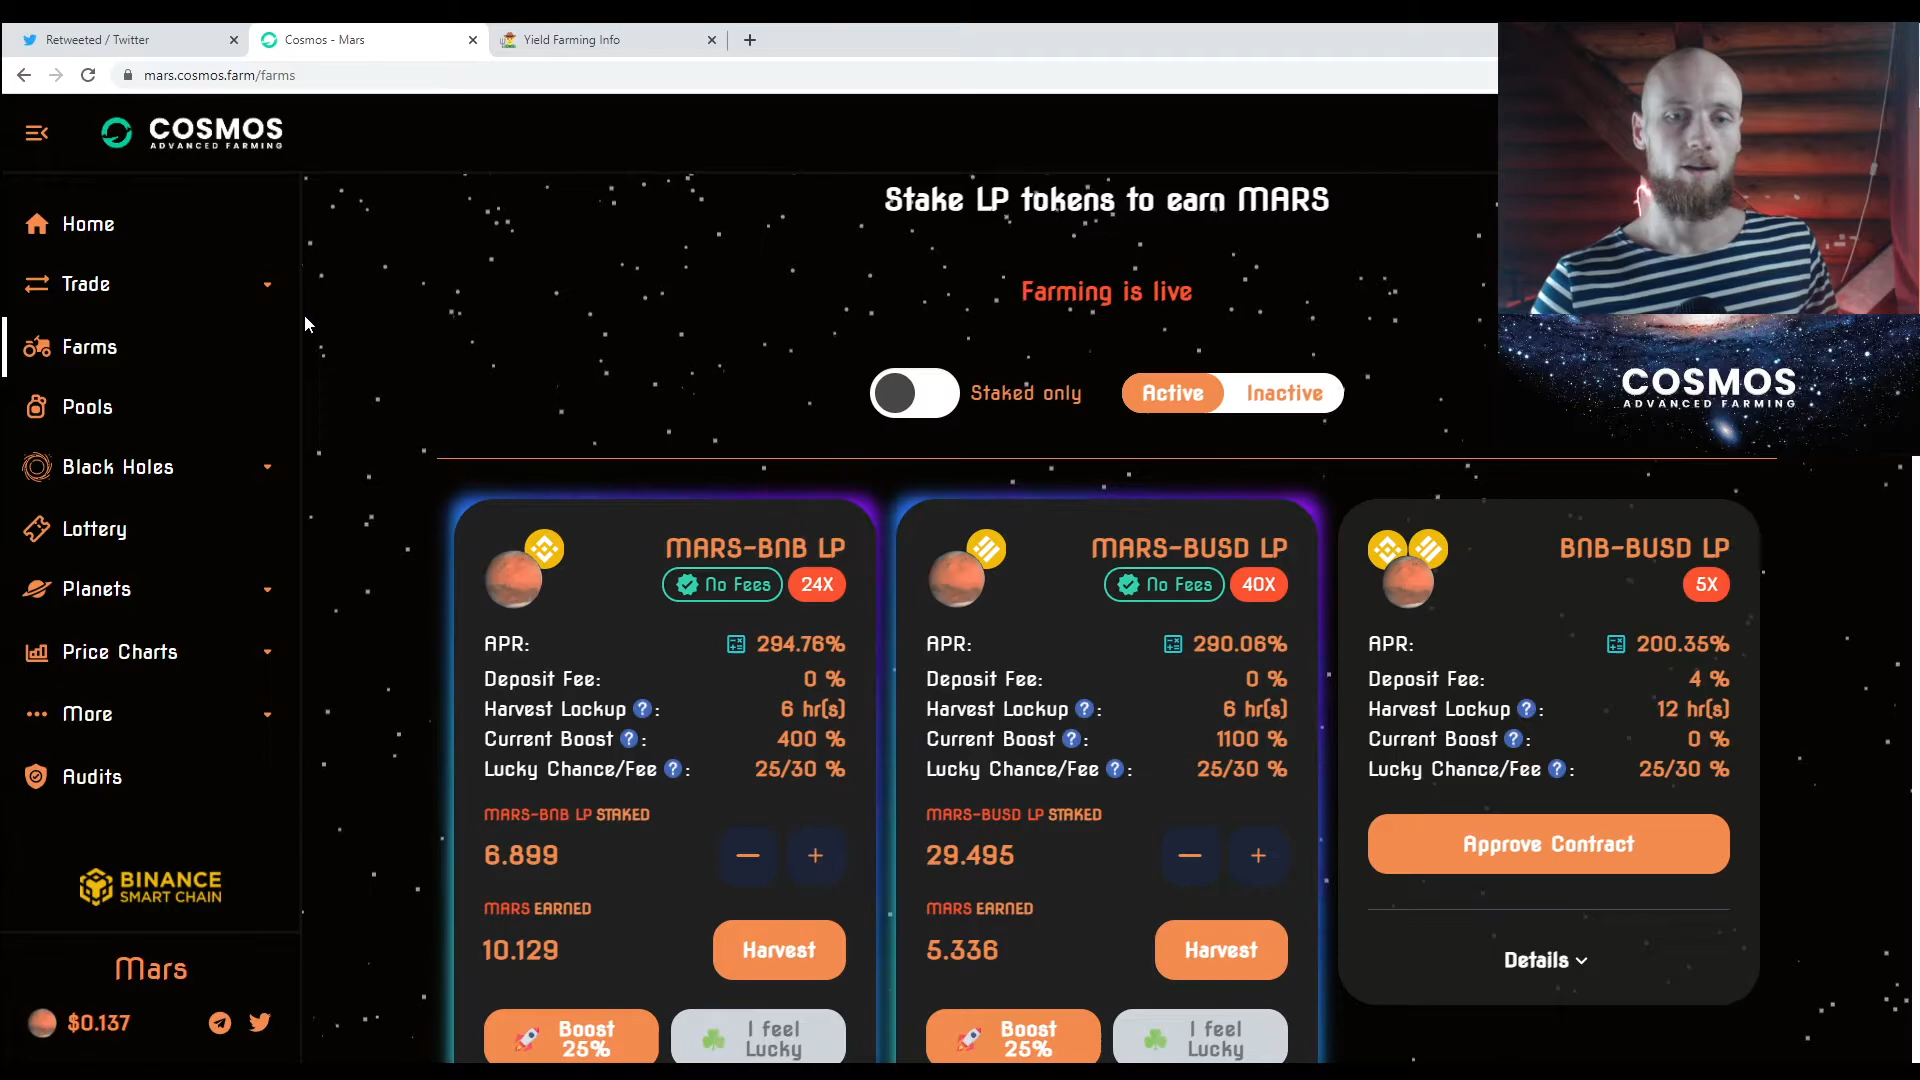 Retweeted / Twitter
Cosmos - Mars
Yield Farming Info
mars.cosmos.farm/farms
COSMOS
ADVANCED FARMING
Home
Trade
Farms
Pools
Black Holes
Lottery
Planets
Price Charts
More
Audits
BINANCE
SMART CHAIN
Mars
$0.137
Stake LP tokens to earn MARS
Farming is live
Staked only
Active
Inactive
COSMOS
ADVANCED FARMING
MARS-BNB LP
No Fees
24X
APR:
294.76%
Deposit Fee:
0 %
Harvest Lockup ?:
6 hr(s)
Current Boost ?:
400 %
Lucky Chance/Fee ?:
25/30 %
MARS-BNB LP STAKED
6.899
MARS EARNED
10.129
Harvest
Boost
25%
I feel
Lucky
MARS-BUSD LP
No Fees
40X
APR:
290.06%
Deposit Fee:
0 %
Harvest Lockup ?:
6 hr(s)
Current Boost ?:
1100 %
Lucky Chance/Fee ?:
25/30 %
MARS-BUSD LP STAKED
29.495
MARS EARNED
5.336
Harvest
Boost
25%
I feel
Lucky
BNB-BUSD LP
5X
APR:
200.35%
Deposit Fee:
4 %
Harvest Lockup ?:
12 hr(s)
Current Boost ?:
0 %
Lucky Chance/Fee ?:
25/30 %
Approve Contract
Details